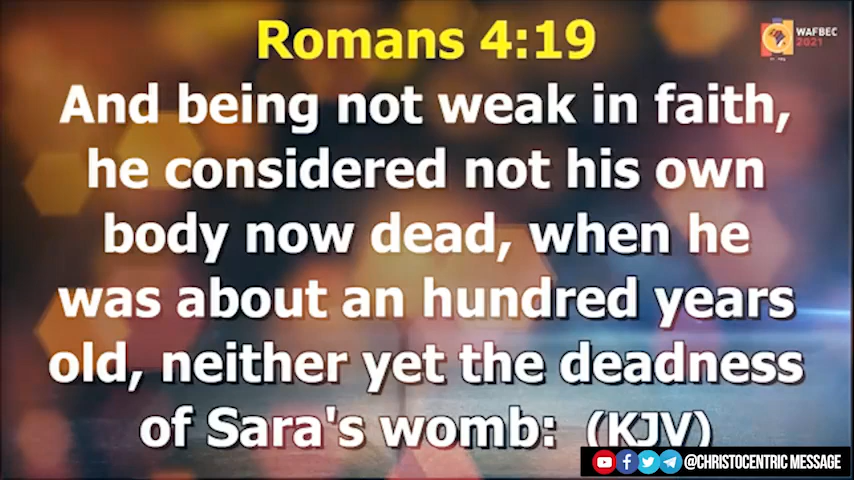 Romans 4:19
WAFBEC
2021
And being not weak in faith,
he considered not his own
body now dead, when he
was about an hundred years
old, neither yet the deadness
of Sara's womb: (KJV)
@CHRISTOCENTRIC MESSAGE